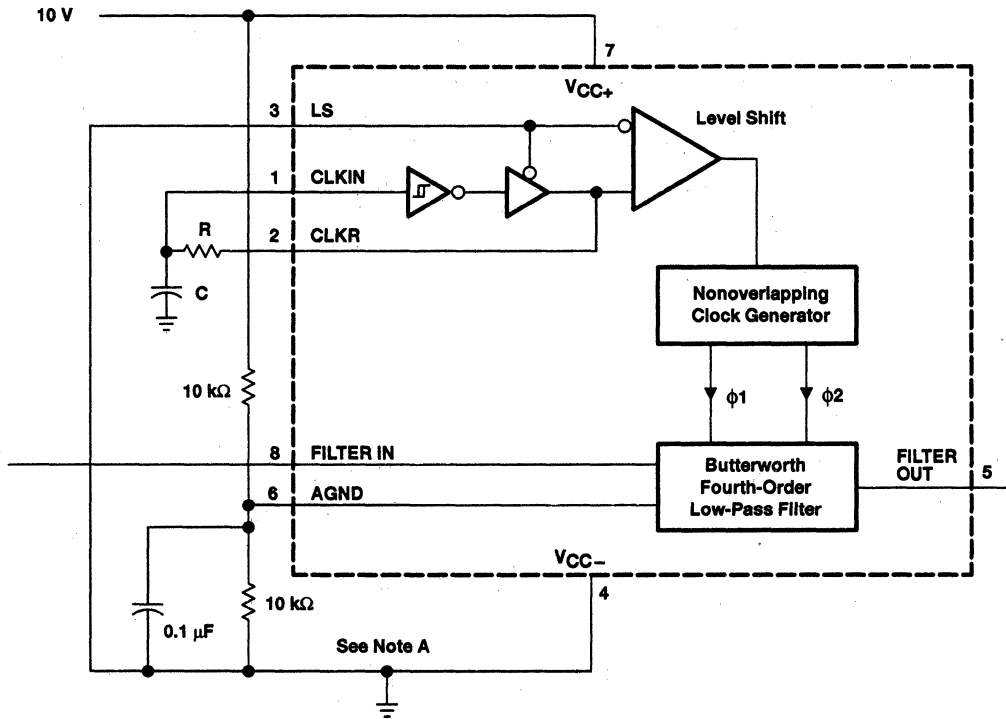 10 V
7
V_CC+
3 LS
Level Shift
1 CLKIN
R
2 CLKR
C
Nonoverlapping
Clock Generator
10 kΩ
ϕ1
ϕ2
8 FILTER IN
FILTER
OUT
5
Butterworth
Fourth-Order
Low-Pass Filter
6 AGND
V_CC−
4
10 kΩ
0.1 μF
See Note A